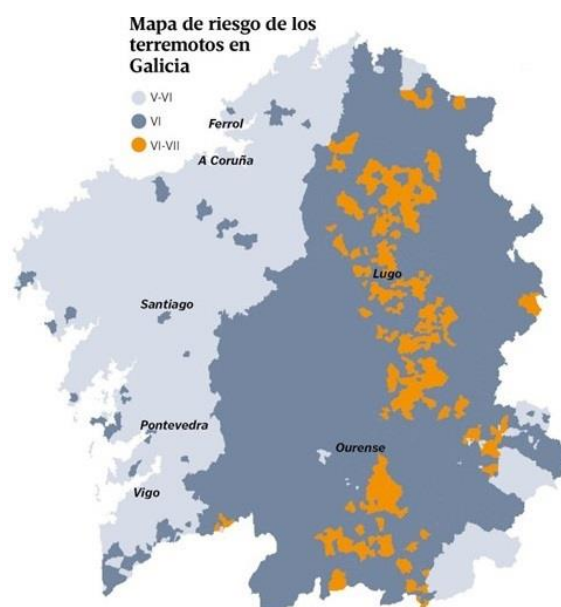 Mapa de riesgo de los
terremotos en
Galicia
V-VI
VI
VI-VII
Ferrol
A Coruña
Lugo
Santiago
Pontevedra
Ourense
Vigo